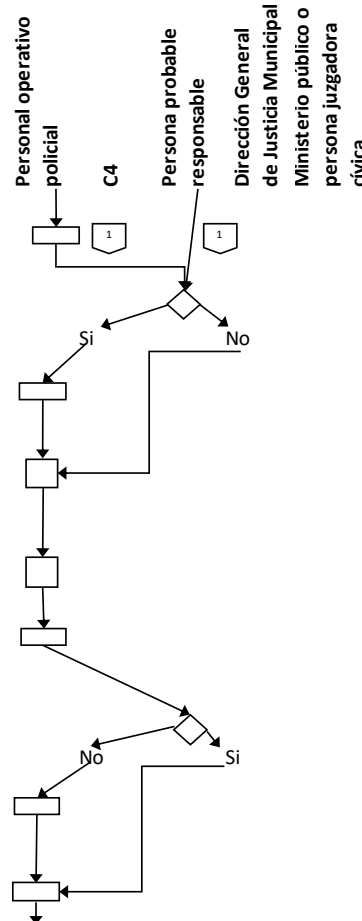 Personal operativo
policial
C4
Persona probable
responsable
Dirección General
de Justicia Municipal
Ministerio público o
persona juzgadora
cívica
1
1
Si
No
No
Si